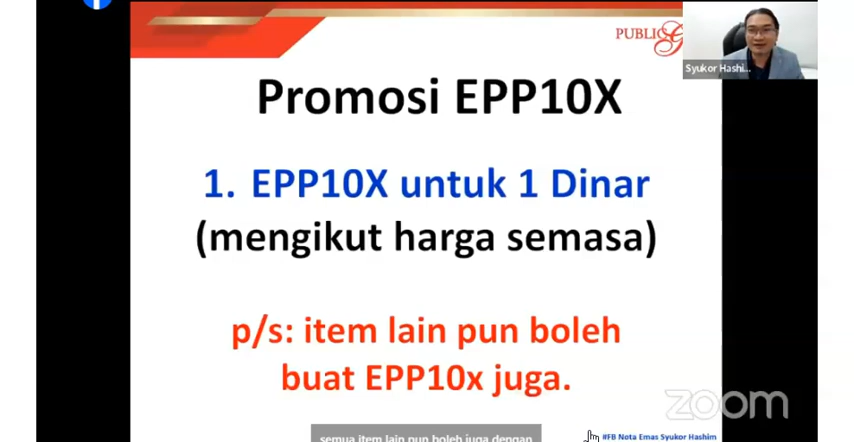 PUBLIC G
Syukor Hashi...
Promosi EPP10X
1. EPP10X untuk 1 Dinar
(mengikut harga semasa)
p/s: item lain pun boleh
buat EPP10x juga.
zoom
semua item lain pun boleh juga dengan
#FB Nota Emas Syukor Hashim